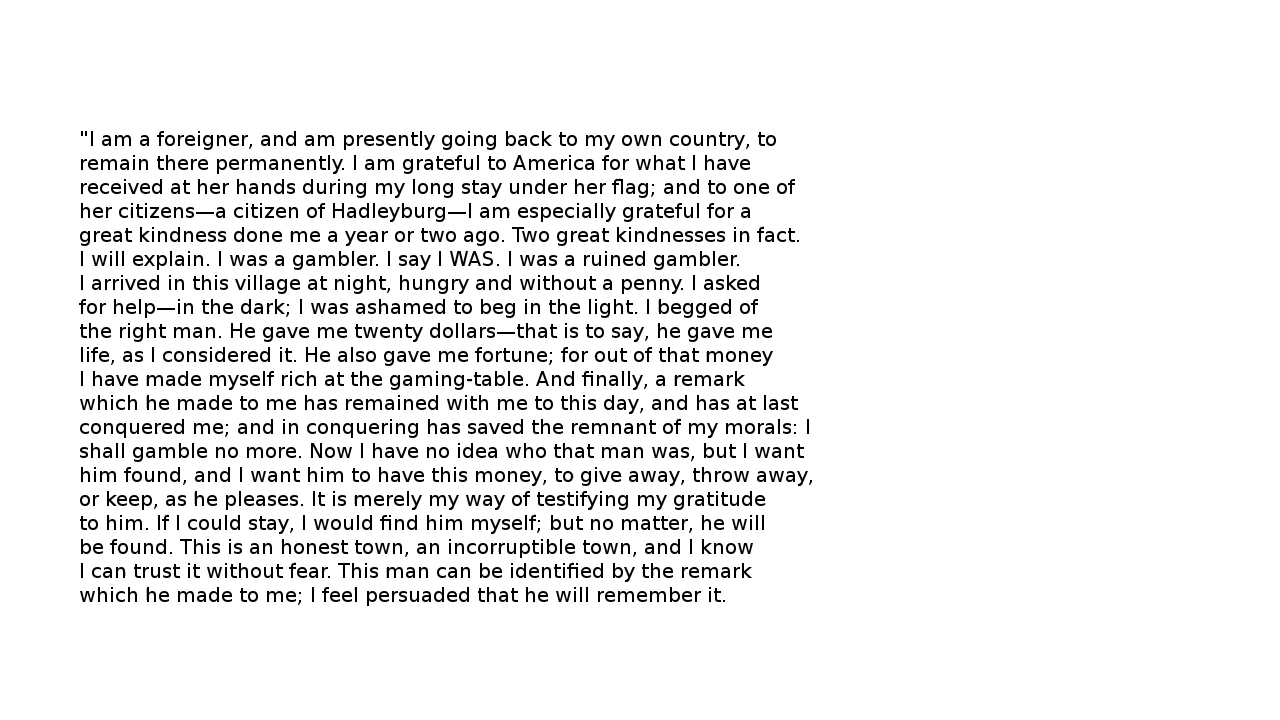 "I am a foreigner, and am presently going back to my own country, to
remain there permanently. I am grateful to America for what I have
received at her hands during my long stay under her flag; and to one of
her citizens—a citizen of Hadleyburg—I am especially grateful for a
great kindness done me a year or two ago. Two great kindnesses in fact.
I will explain. I was a gambler. I say I WAS. I was a ruined gambler.
I arrived in this village at night, hungry and without a penny. I asked
for help—in the dark; I was ashamed to beg in the light. I begged of
the right man. He gave me twenty dollars—that is to say, he gave me
life, as I considered it. He also gave me fortune; for out of that money
I have made myself rich at the gaming-table. And finally, a remark
which he made to me has remained with me to this day, and has at last
conquered me; and in conquering has saved the remnant of my morals: I
shall gamble no more. Now I have no idea who that man was, but I want
him found, and I want him to have this money, to give away, throw away,
or keep, as he pleases. It is merely my way of testifying my gratitude
to him. If I could stay, I would find him myself; but no matter, he will
be found. This is an honest town, an incorruptible town, and I know
I can trust it without fear. This man can be identified by the remark
which he made to me; I feel persuaded that he will remember it.